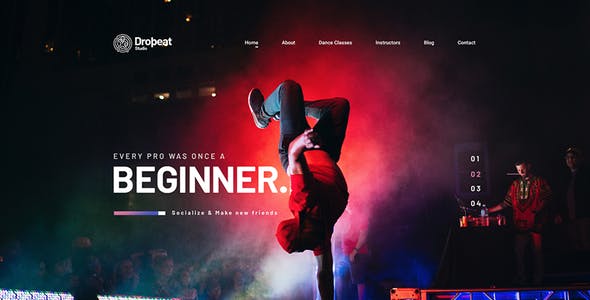 Dropeat
Studio
Home
About
Dance Classes
Instructors
Blog
Contact
EVERY PRO WAS ONCE A
BEGINNER.
Socialize & Make new friends
01
02
03
04